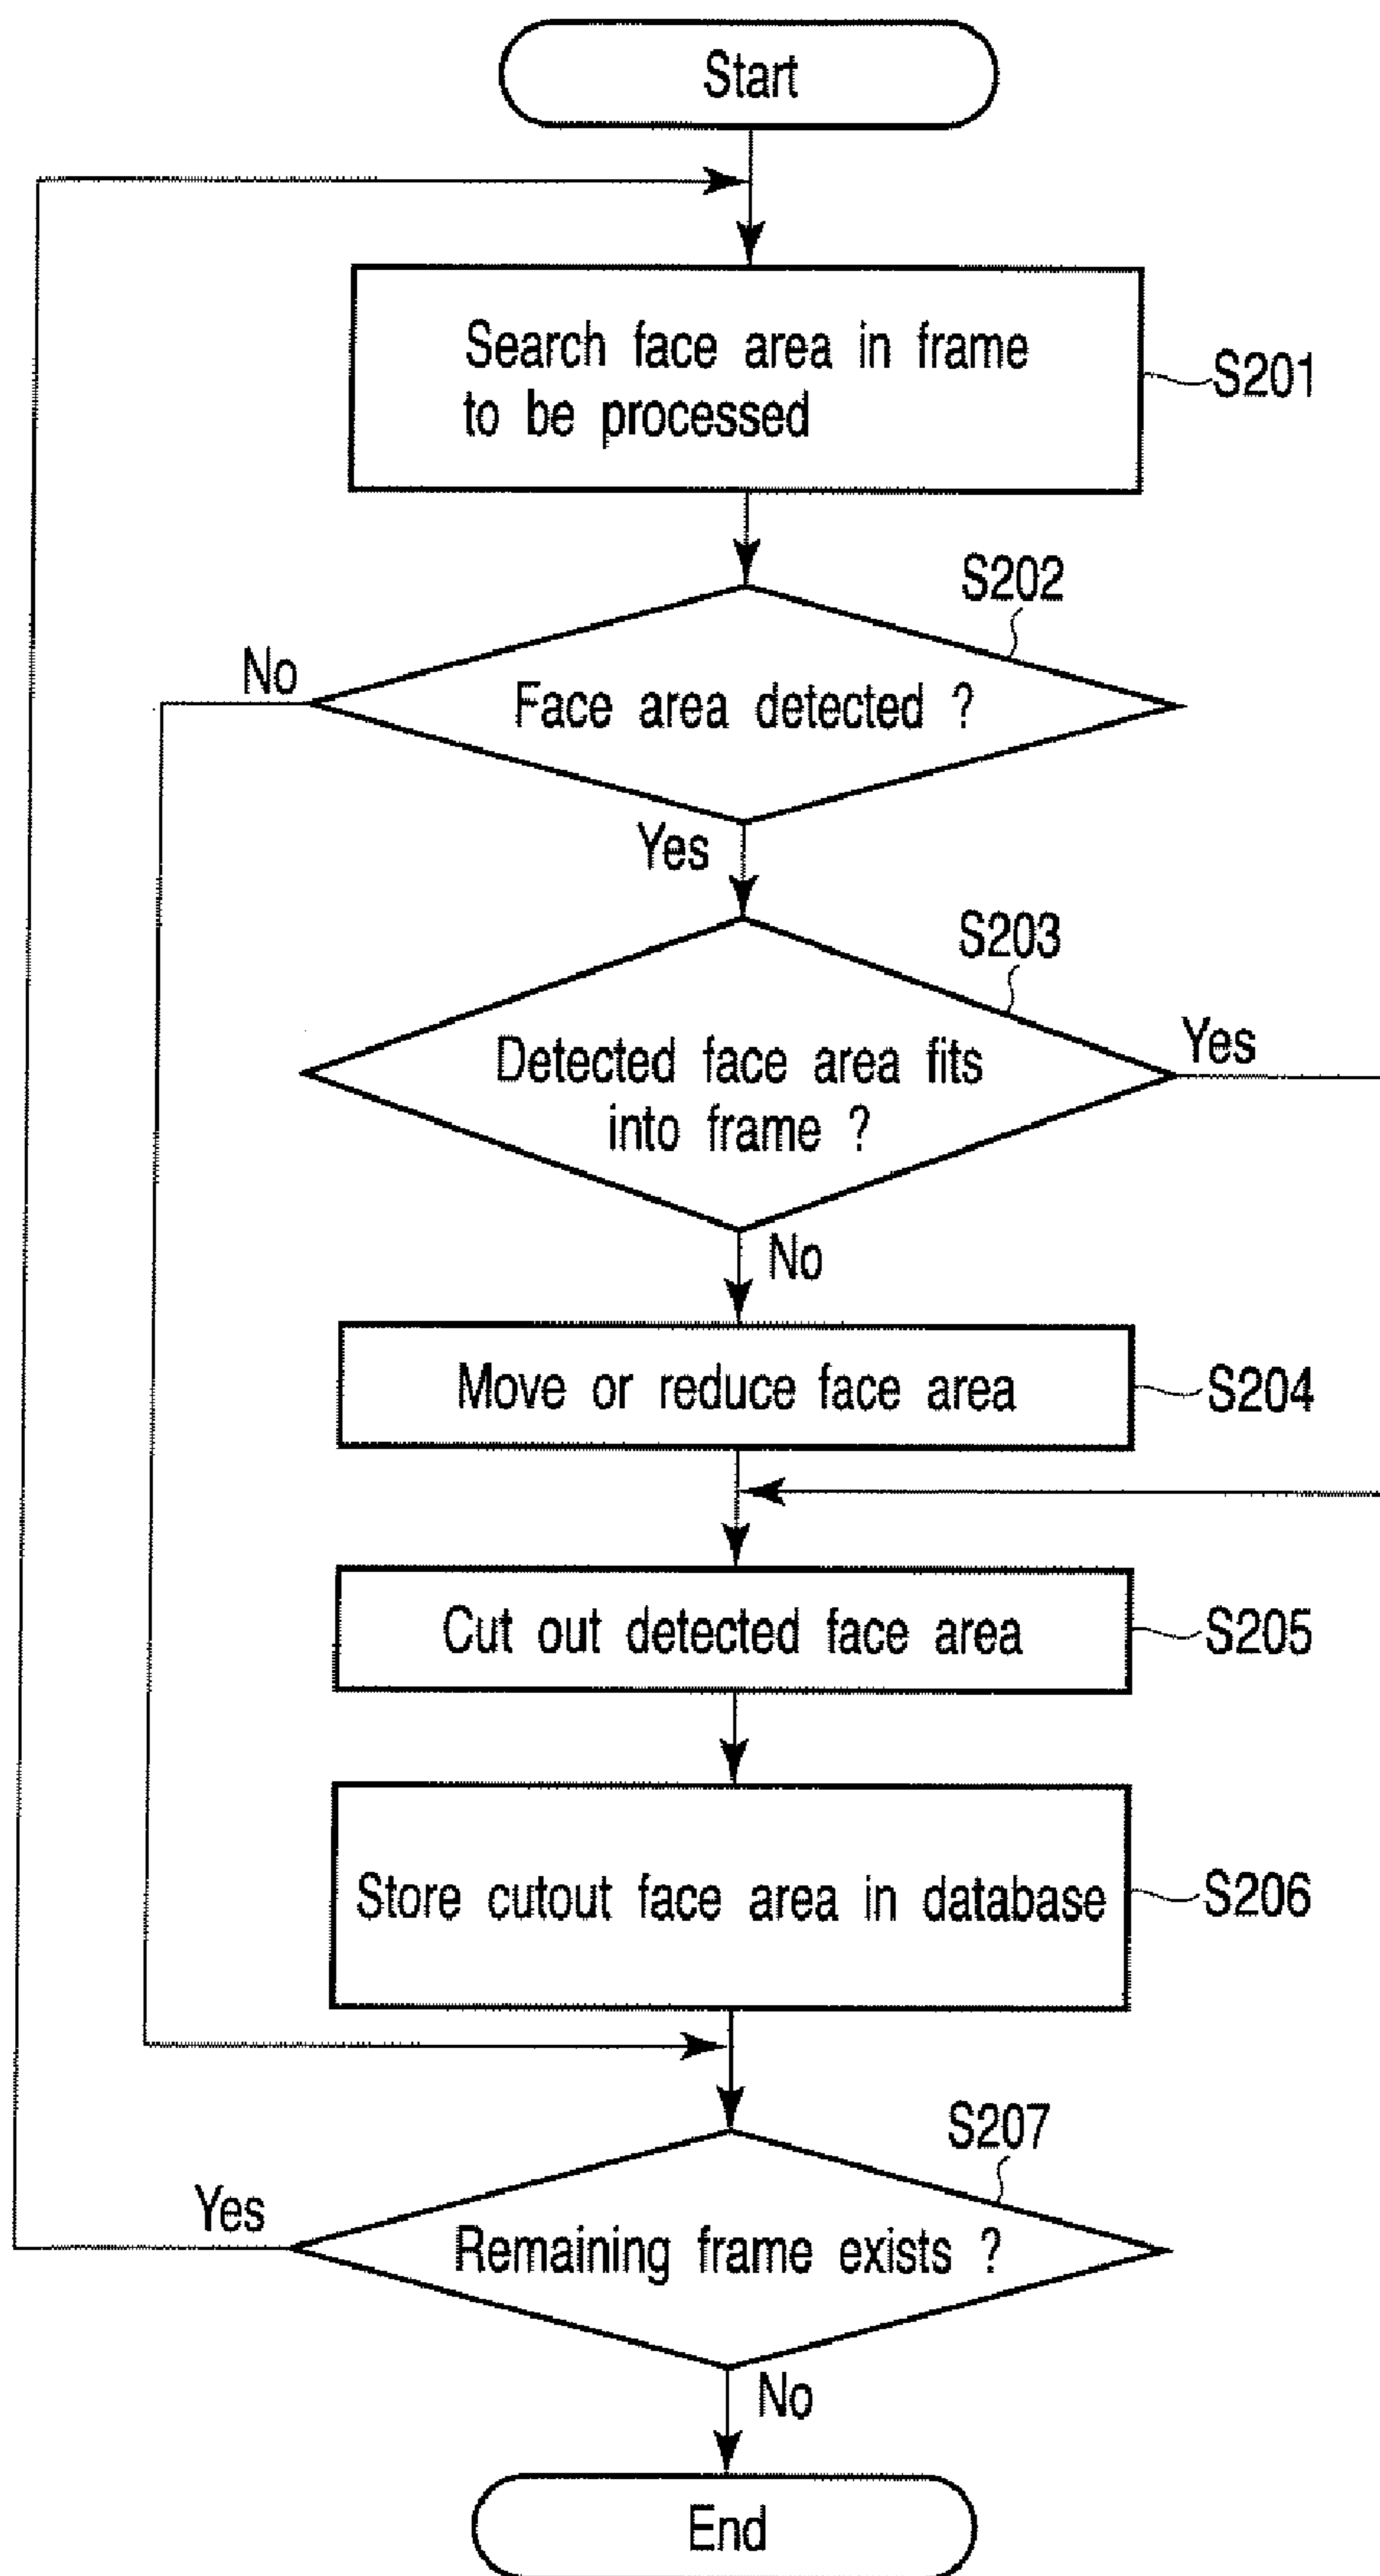 Start
Search face area in frame
to be processed
S201
S202
No
Face area detected ?
Yes
S203
Detected face area fits
into frame ?
Yes
No
Move or reduce face area
S204
Cut out detected face area
S205
Store cutout face area in database
S206
S207
Yes
Remaining frame exists ?
No
End